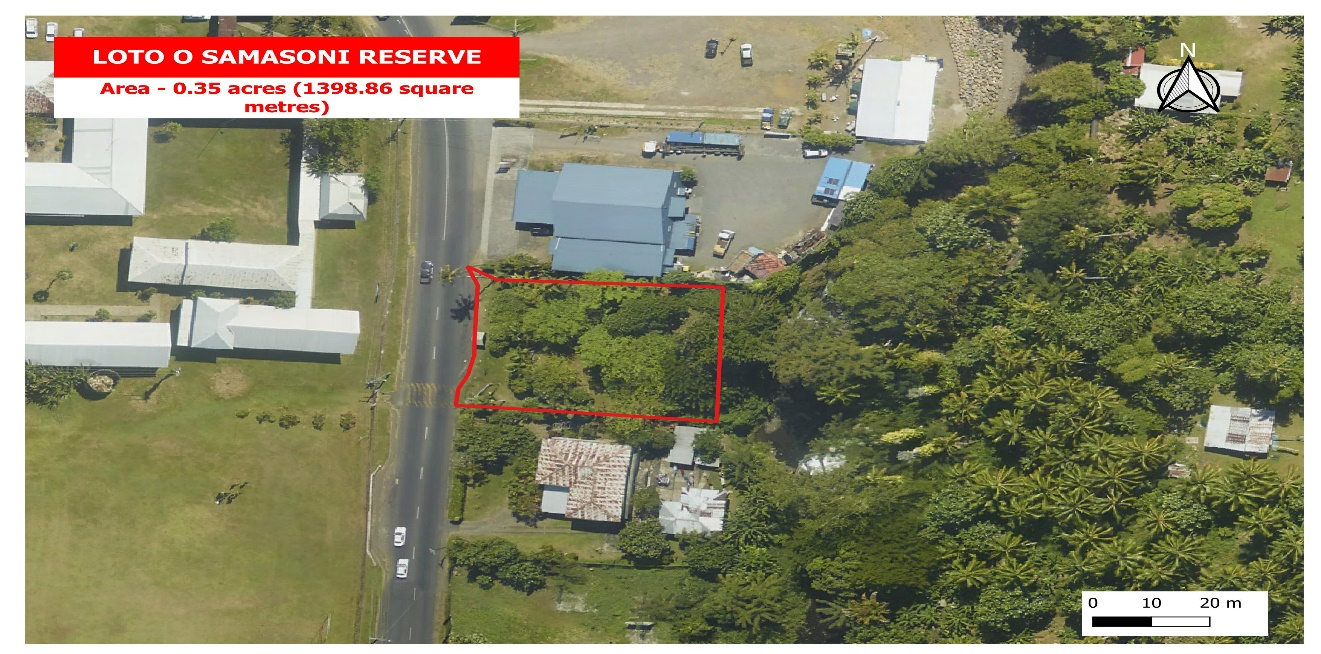 LOTO O SAMASONI RESERVE
Area - 0.35 acres (1398.86 square
metres)
N
0 10 20 m